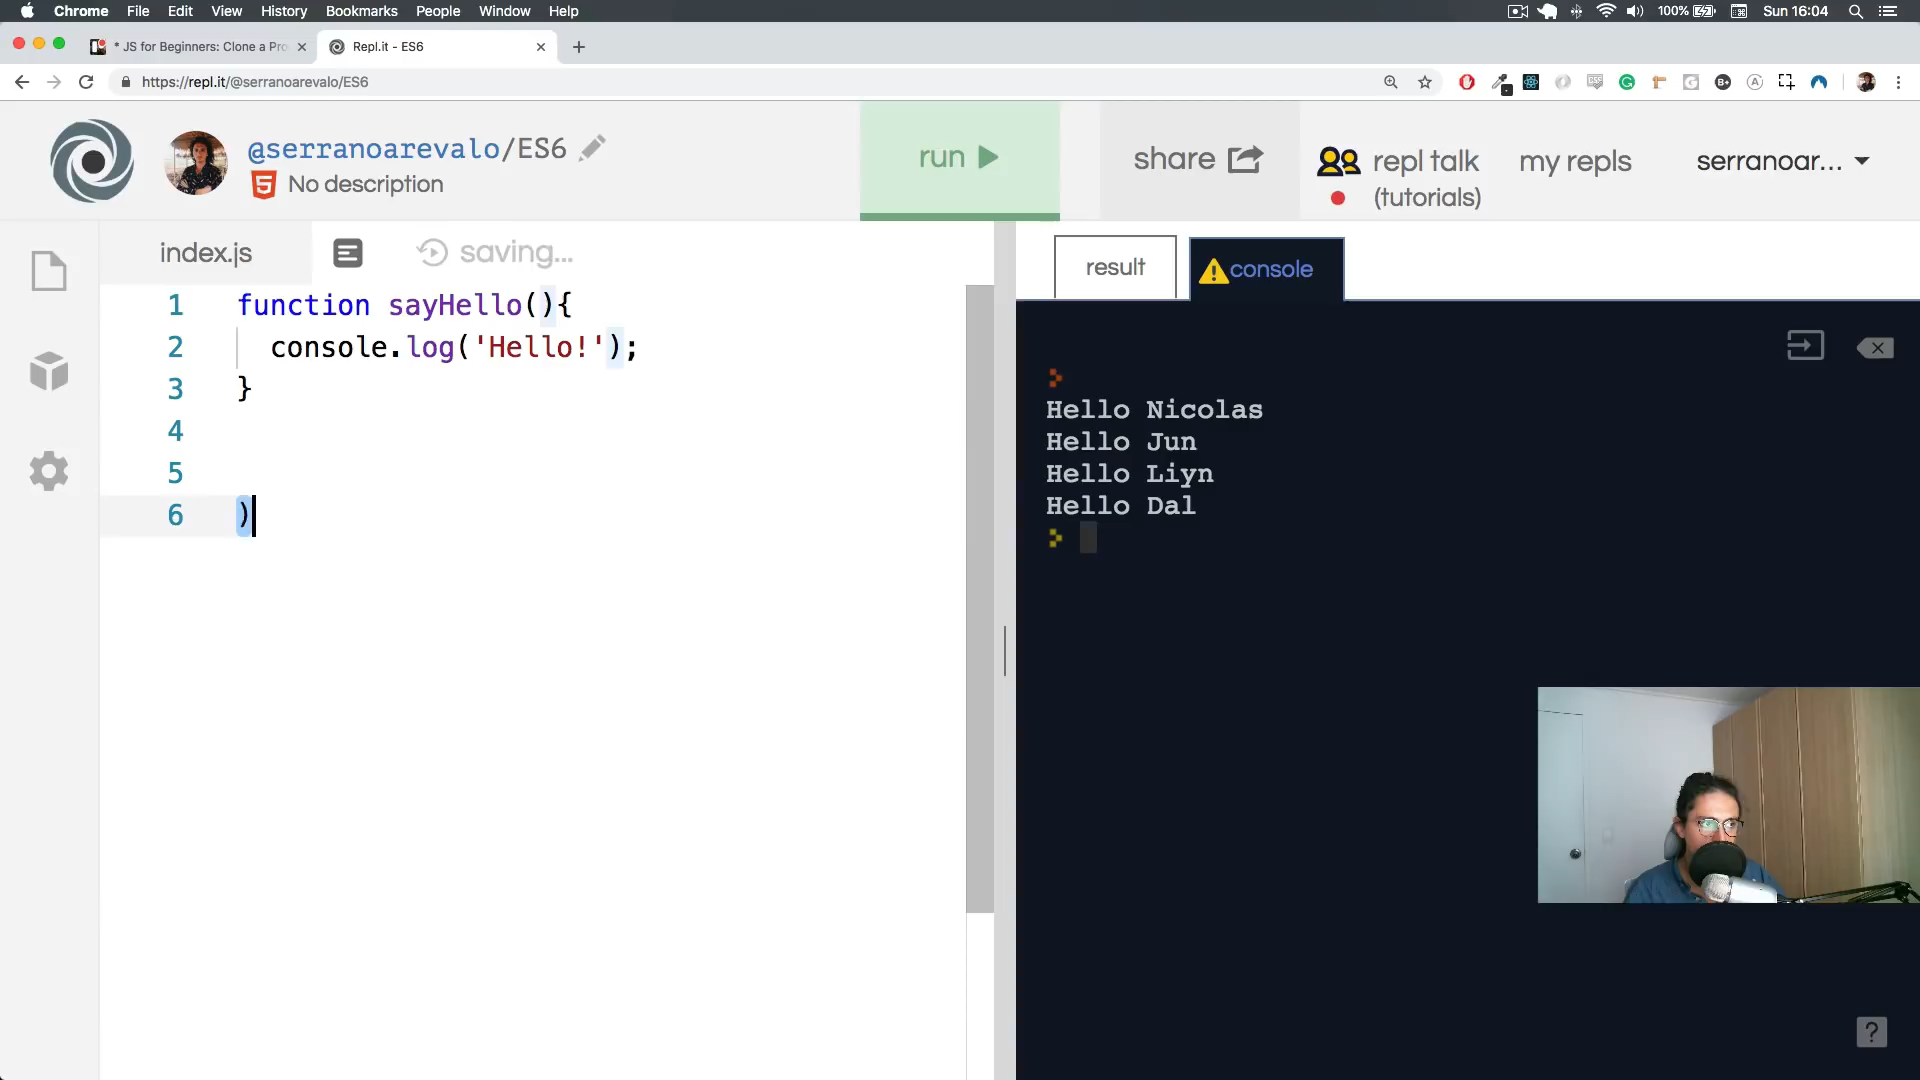 Chrome File Edit View History Bookmarks People Window Help 100% Sun 16:04
* JS for Beginners: Clone a Pro Repl.it - ES6
https://repl.it/@serranoarevalo/ES6
@serranoarevalo/ES6
No description
run
share
repl talk
(tutorials)
my repls
serranoar...
index.js
saving...
1 function sayHello(){
2 console.log('Hello!');
3 }
4
5
6 )
result
console
Hello Nicolas
Hello Jun
Hello Liyn
Hello Dal
?